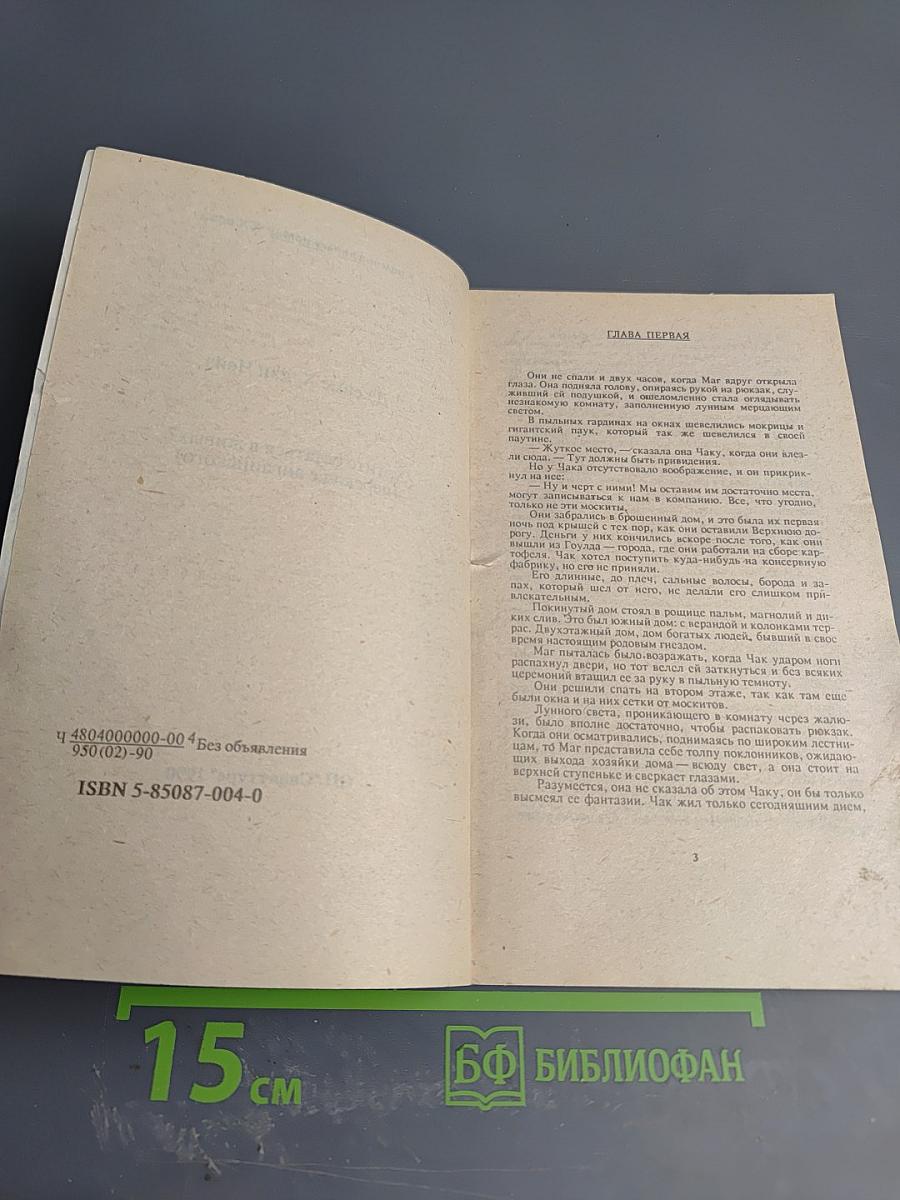 Ч 4804000000-00 4 Без объявления
950(02)-90
ISBN 5-85087-004-0
ГЛАВА ПЕРВАЯ
Они не спали и двух часов, когда Маг вдруг открыла
глаза. Она подняла голову, опираясь рукой на рюкзак, слу-
живший ей подушкой, и ошеломленно стала оглядывать
незнакомую комнату, заполненную лунным мерцающим
светом.
В пыльных гардинах на окнах шевелились мокрицы и
гигантский паук, который так же шевелился в своей
паутине.
— Жуткое место, — сказала она Чаку, когда они влез-
ли сюда. — Тут должны быть привидения.
Но у Чака отсутствовало воображение, и он прикрик-
нул на нее:
— Ну и черт с ними! Мы оставим им достаточно места,
могут записываться к нам в компанию. Все, что угодно,
только не эти москиты.
Они забрались в брошенный дом, и это была их первая
ночь под крышей с тех пор, как они оставили Верхнюю до-
рогу. Деньги у них кончились вскоре после того, как они
вышли из Гоулда — города, где они работали на сборе кар-
тофеля. Чак хотел поступить куда-нибудь на консервную
фабрику, но его не приняли.
Его длинные, до плеч, сальные волосы, борода и за-
пах, который шел от него, не делали его слишком при-
влекательным.
Покинутый дом стоял в рощице пальм, магнолий и ди-
ких слив. Это был южный дом: с верандой и колонками тер-
рас. Двухэтажный дом, дом богатых людей, бывший в свое
время настоящим родовым гнездом.
Маг пыталась было возражать, когда Чак ударом ноги
распахнул двери, но тот велел ей заткнуться и без всяких
церемоний втащил ее за руку в пыльную темноту.
Они решили спать на втором этаже, так как там еще
были окна и на них сетки от москитов.
Лунного света, проникающего в комнату через жалю-
зи, было вполне достаточно, чтобы распаковать рюкзак.
Когда они осматривались, поднимаясь по широким лестни-
цам, то Маг представила себе толпу поклонников, ожидаю-
щих выхода хозяйки дома — всюду свет, а она стоит на
верхней ступеньке и сверкает глазами.
Разумеется, она не сказала об этом Чаку, он бы только
высмеял ее фантазии. Чак жил только сегодняшним днем,
3
15 см
БФ БИБЛИОФАН